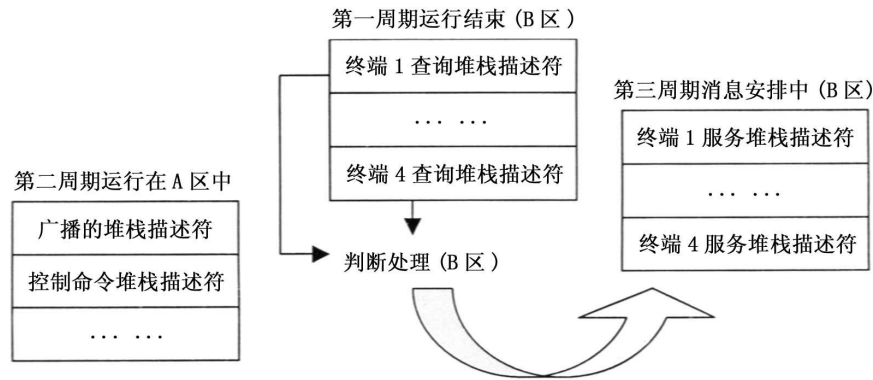 第一周期运行结束(B区)
终端1查询堆栈描述符
... ...
终端4查询堆栈描述符
判断处理(B区)
第二周期运行在A区中
广播的堆栈描述符
控制命令堆栈描述符
... ...
第三周期消息安排中(B区)
终端1服务堆栈描述符
... ...
终端4服务堆栈描述符